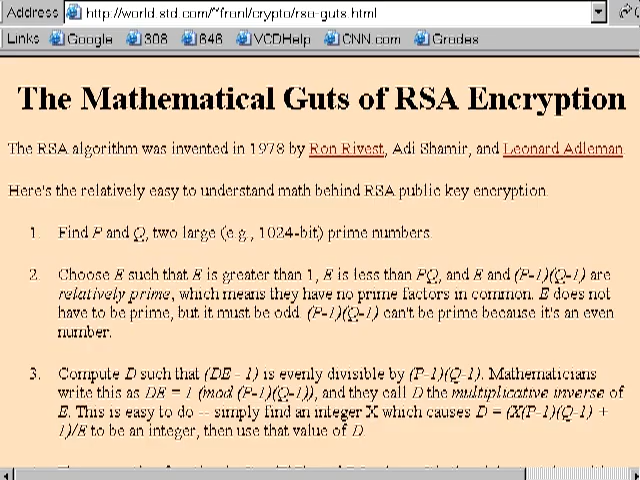 Address http://world.std.com/~franl/crypto/rsa-guts.html
Links Google 308 646 VCDHelp CNN.com Grades
The Mathematical Guts of RSA Encryption
The RSA algorithm was invented in 1978 by Ron Rivest, Adi Shamir, and Leonard Adleman.
Here's the relatively easy to understand math behind RSA public key encryption.
1. Find P and Q, two large (e.g., 1024-bit) prime numbers.
2. Choose E such that E is greater than 1, E is less than PQ, and E and (P-1)(Q-1) are
relatively prime, which means they have no prime factors in common. E does not
have to be prime, but it must be odd. (P-1)(Q-1) can't be prime because it's an even
number.
3. Compute D such that (DE - 1) is evenly divisible by (P-1)(Q-1). Mathematicians
write this as DE = 1 (mod (P-1)(Q-1)), and they call D the multiplicative inverse of
E. This is easy to do -- simply find an integer X which causes D = (X(P-1)(Q-1) +
1)/E to be an integer, then use that value of D.